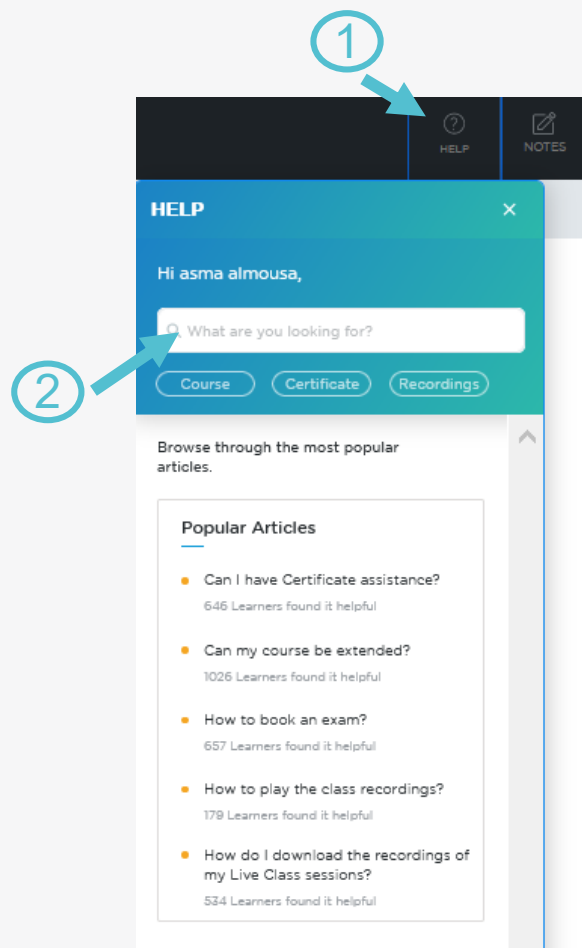 1
HELP
NOTES
HELP
Hi asma almousa,
What are you looking for?
2
Course Certificate Recordings
Browse through the most popular
articles.
Popular Articles
Can I have Certificate assistance?
646 Learners found it helpful
Can my course be extended?
1026 Learners found it helpful
How to book an exam?
657 Learners found it helpful
How to play the class recordings?
179 Learners found it helpful
How do I download the recordings of
my Live Class sessions?
534 Learners found it helpful